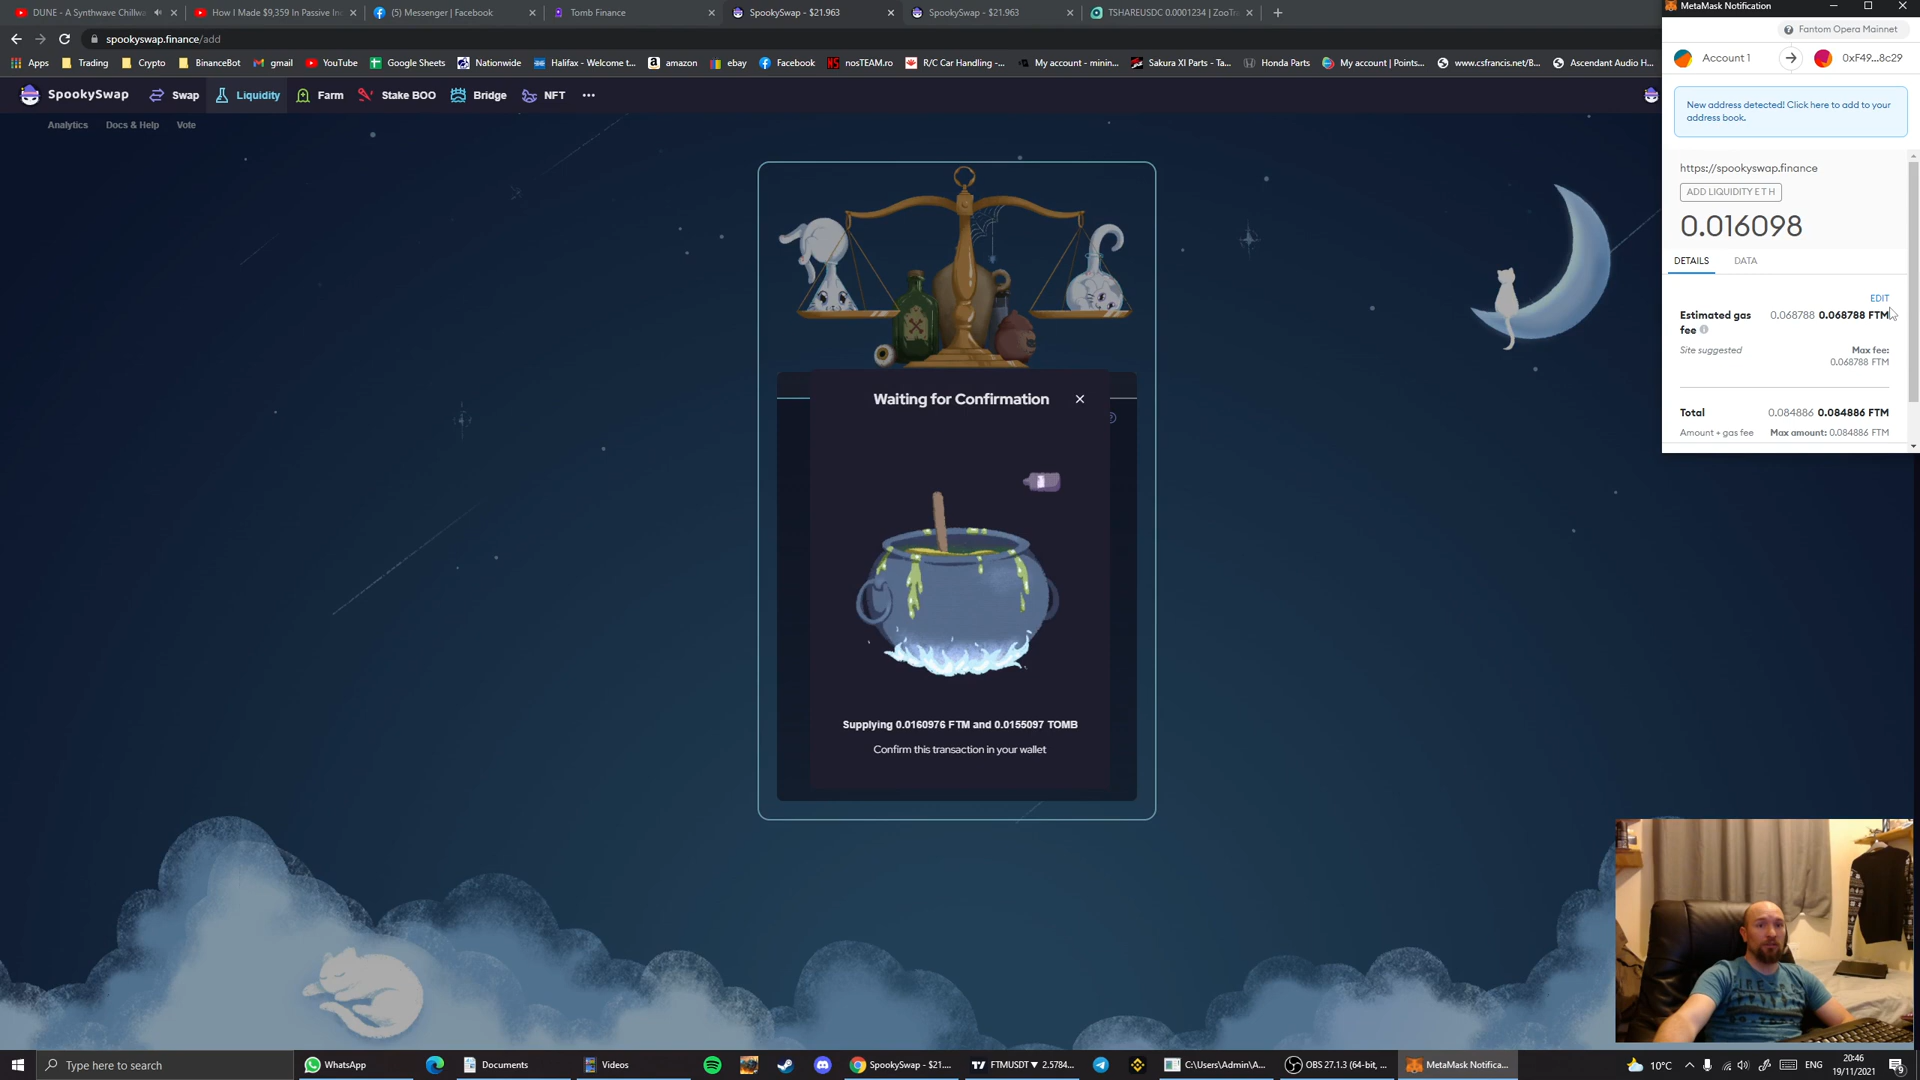 DUNE - A Synthwave Chillwa
How I Made $9,359 In Passive In
(5) Messenger | Facebook
Tomb Finance
SpookySwap - $21.963
SpookySwap - $21.963
TSHAREUSDC 0.0001234 | ZooTra
MetaMask Notification
spookyswap.finance/add
Fantom Opera Mainnet
Apps
Trading
Crypto
BinanceBot
gmail
YouTube
Google Sheets
Nationwide
Halifax - Welcome t...
amazon
ebay
Facebook
nosTEAM.ro
R/C Car Handling -...
My account - minin...
Sakura XI Parts - Ta...
Honda Parts
My account | Points...
www.csfrancis.net/B...
Ascendant Audio H...
Account 1
0xF49...8c29
SpookySwap
Swap
Liquidity
Farm
Stake BOO
Bridge
NFT
Analytics
Docs & Help
Vote
New address detected! Click here to add to your
address book.
https://spookyswap.finance
ADD LIQUIDITY E T H
0.016098
DETAILS
DATA
EDIT
Estimated gas
fee
0.068788 0.068788 FTM
Site suggested
Max fee:
0.068788 FTM
Total
0.084886 0.084886 FTM
Amount + gas fee
Max amount: 0.084886 FTM
Waiting for Confirmation
Supplying 0.0160976 FTM and 0.0155097 TOMB
Confirm this transaction in your wallet
Type here to search
WhatsApp
Documents
Videos
SpookySwap - $21....
FTMUSDT ▼ 2.5784...
C:\Users\Admin\A...
OBS 27.1.3 (64-bit, ...
MetaMask Notifica...
10°C
ENG
20:46
19/11/2021